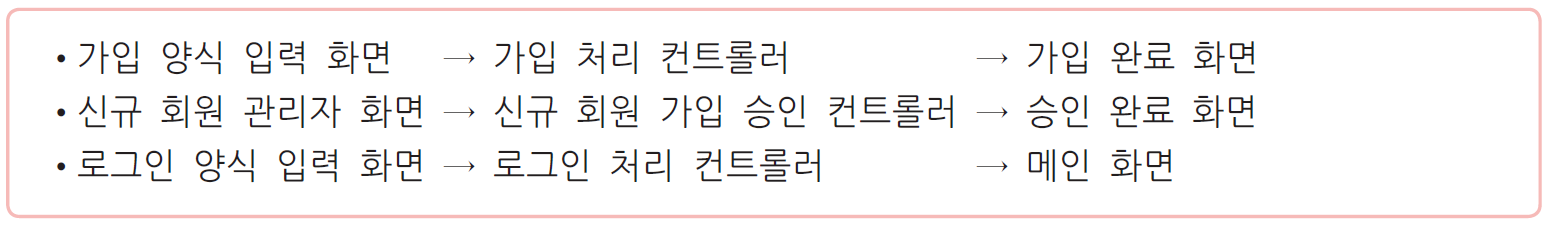 • 가입 양식 입력 화면 → 가입 처리 컨트롤러 → 가입 완료 화면
• 신규 회원 관리자 화면 → 신규 회원 가입 승인 컨트롤러 → 승인 완료 화면
• 로그인 양식 입력 화면 → 로그인 처리 컨트롤러 → 메인 화면